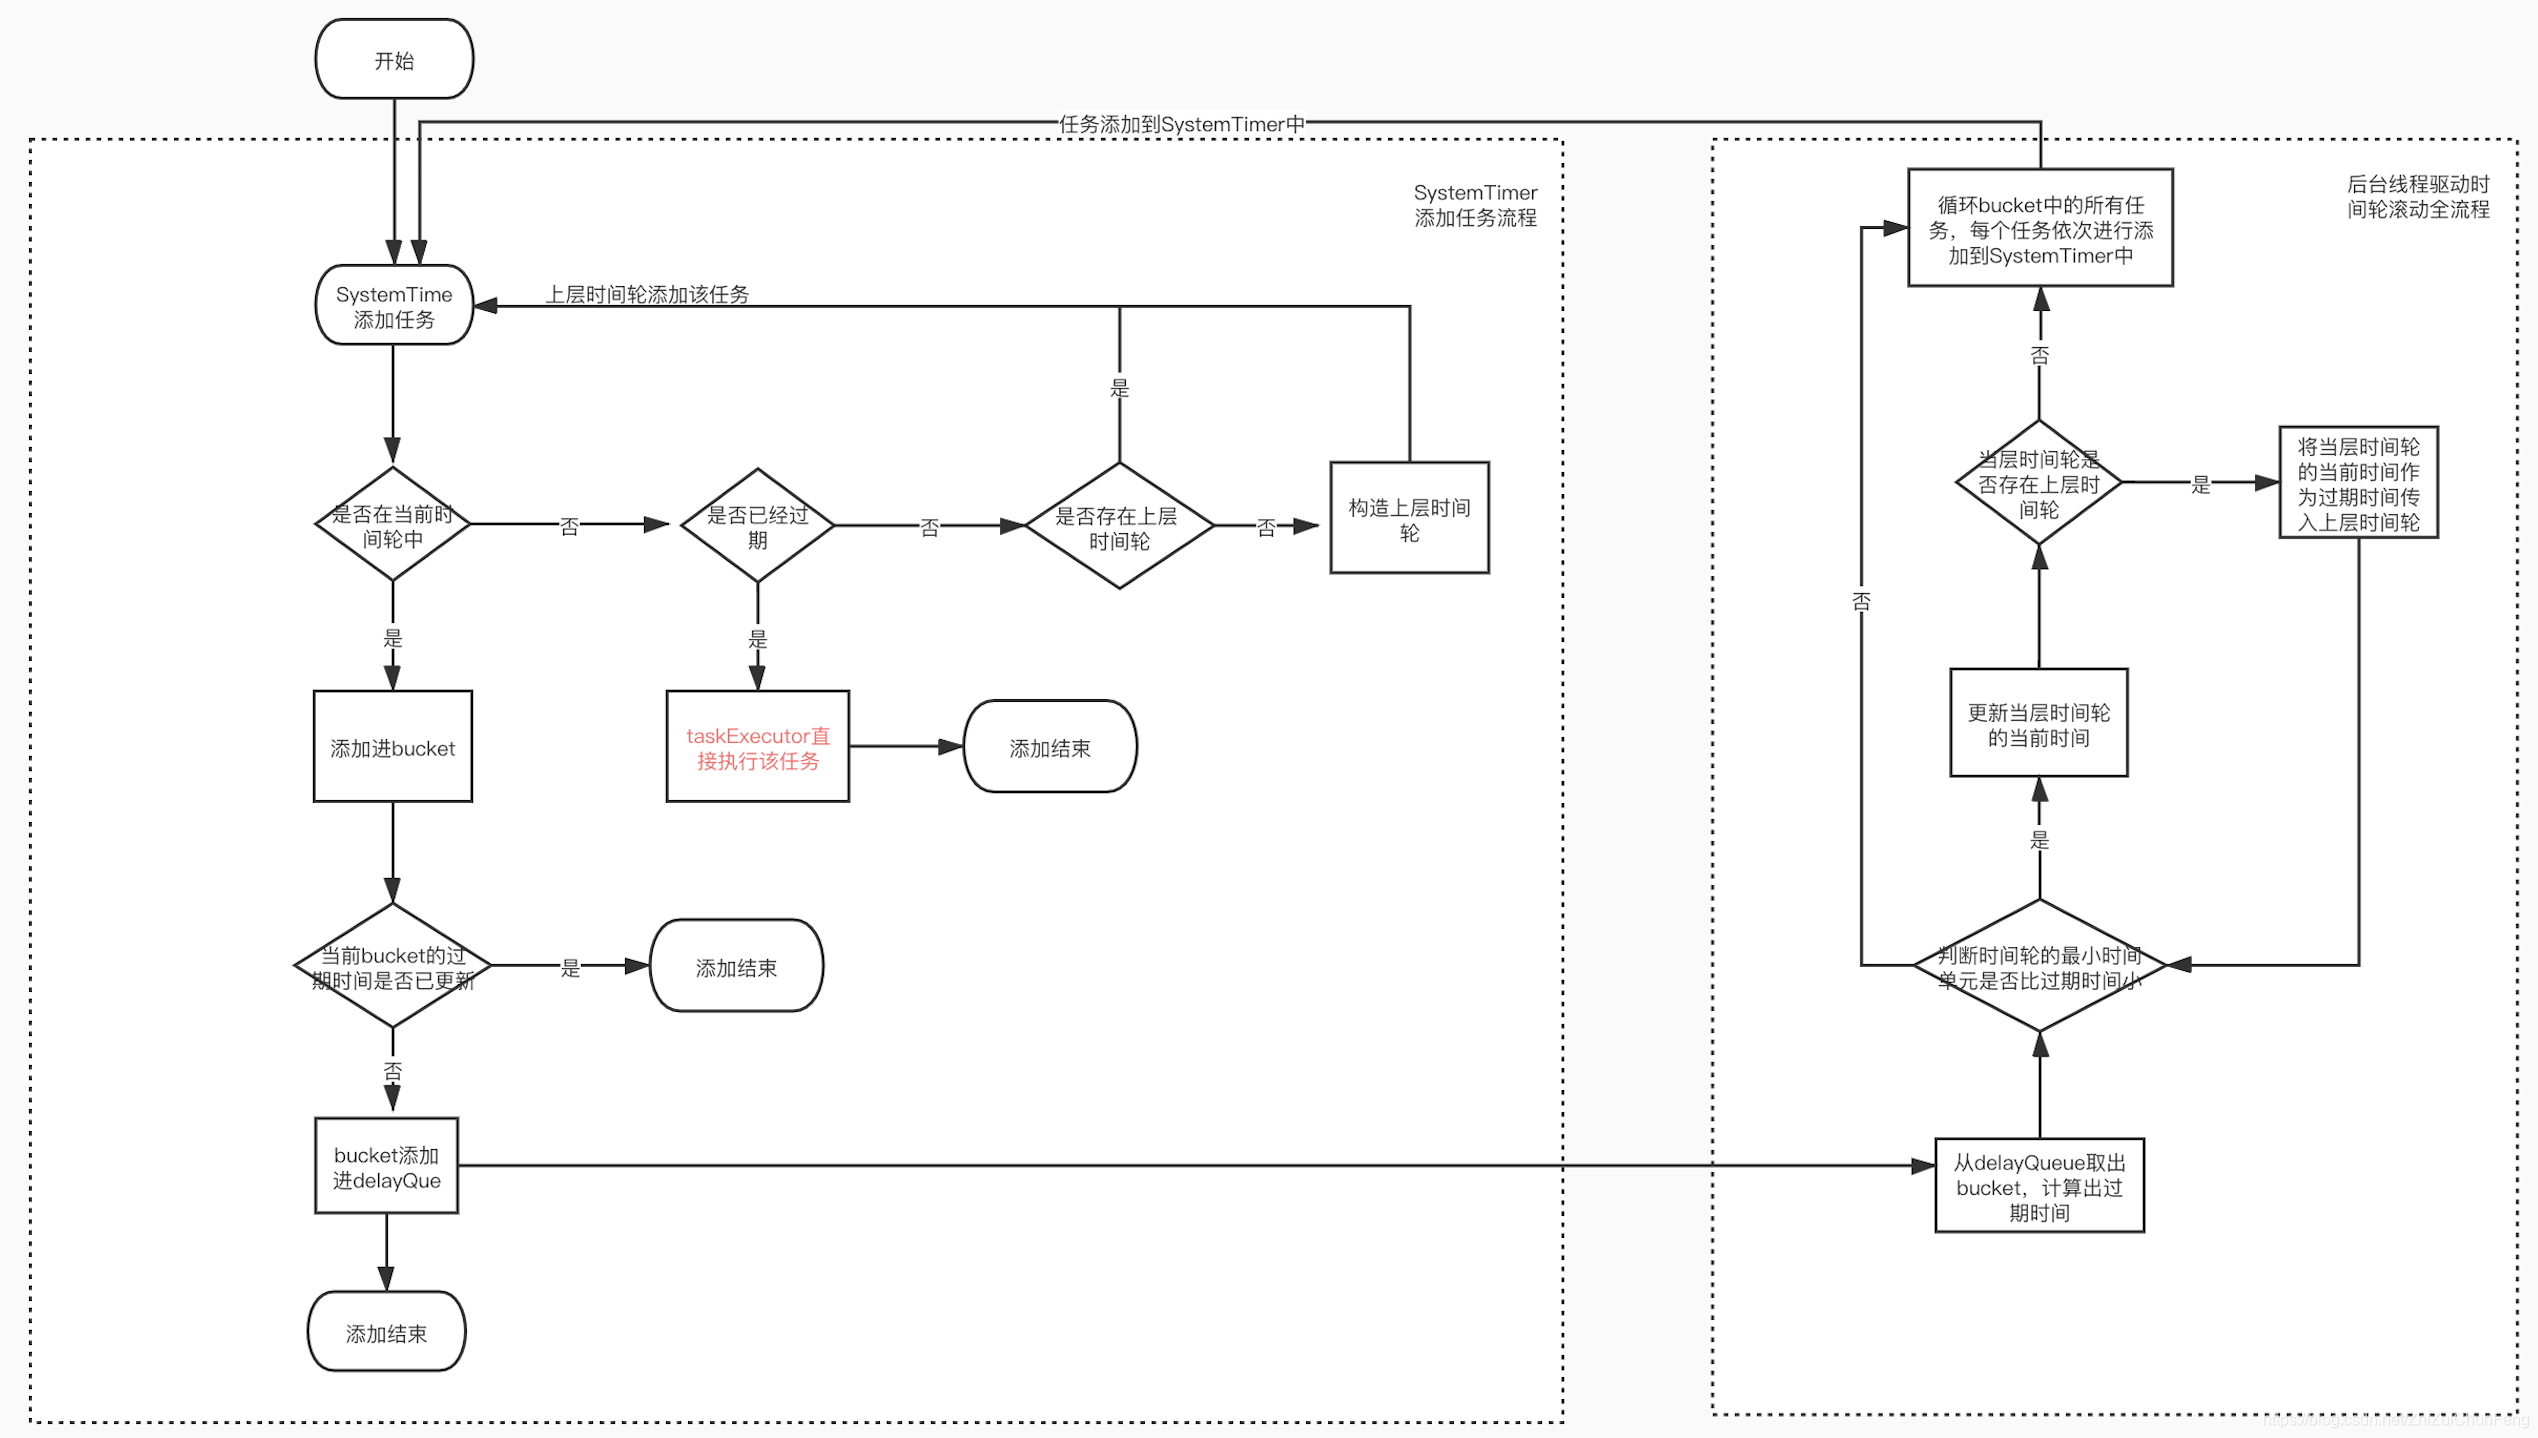 开始
任务添加到SystemTimer中
SystemTimer
添加任务流程
SystemTime
添加任务
上层时间轮添加该任务
是
是否在当前时
间轮中
否
是否已经过
期
否
是否存在上层
时间轮
否
构造上层时间
轮
是
是
添加进bucket
taskExecutor直
接执行该任务
添加结束
当前bucket的过
期时间是否已更新
是
添加结束
否
bucket添加
进delayQue
添加结束
后台线程驱动时
间轮滚动全流程
循环bucket中的所有任
务，每个任务依次进行添
加到SystemTimer中
否
当层时间轮是
否存在上层时
间轮
是
将当层时间轮
的当前时间作
为过期时间传
入上层时间轮
否
更新当层时间轮
的当前时间
是
判断时间轮的最小时间
单元是否比过期时间小
从delayQueue取出
bucket，计算出过
期时间
https://blog.csdn.net/ZhiZuiChunFeng